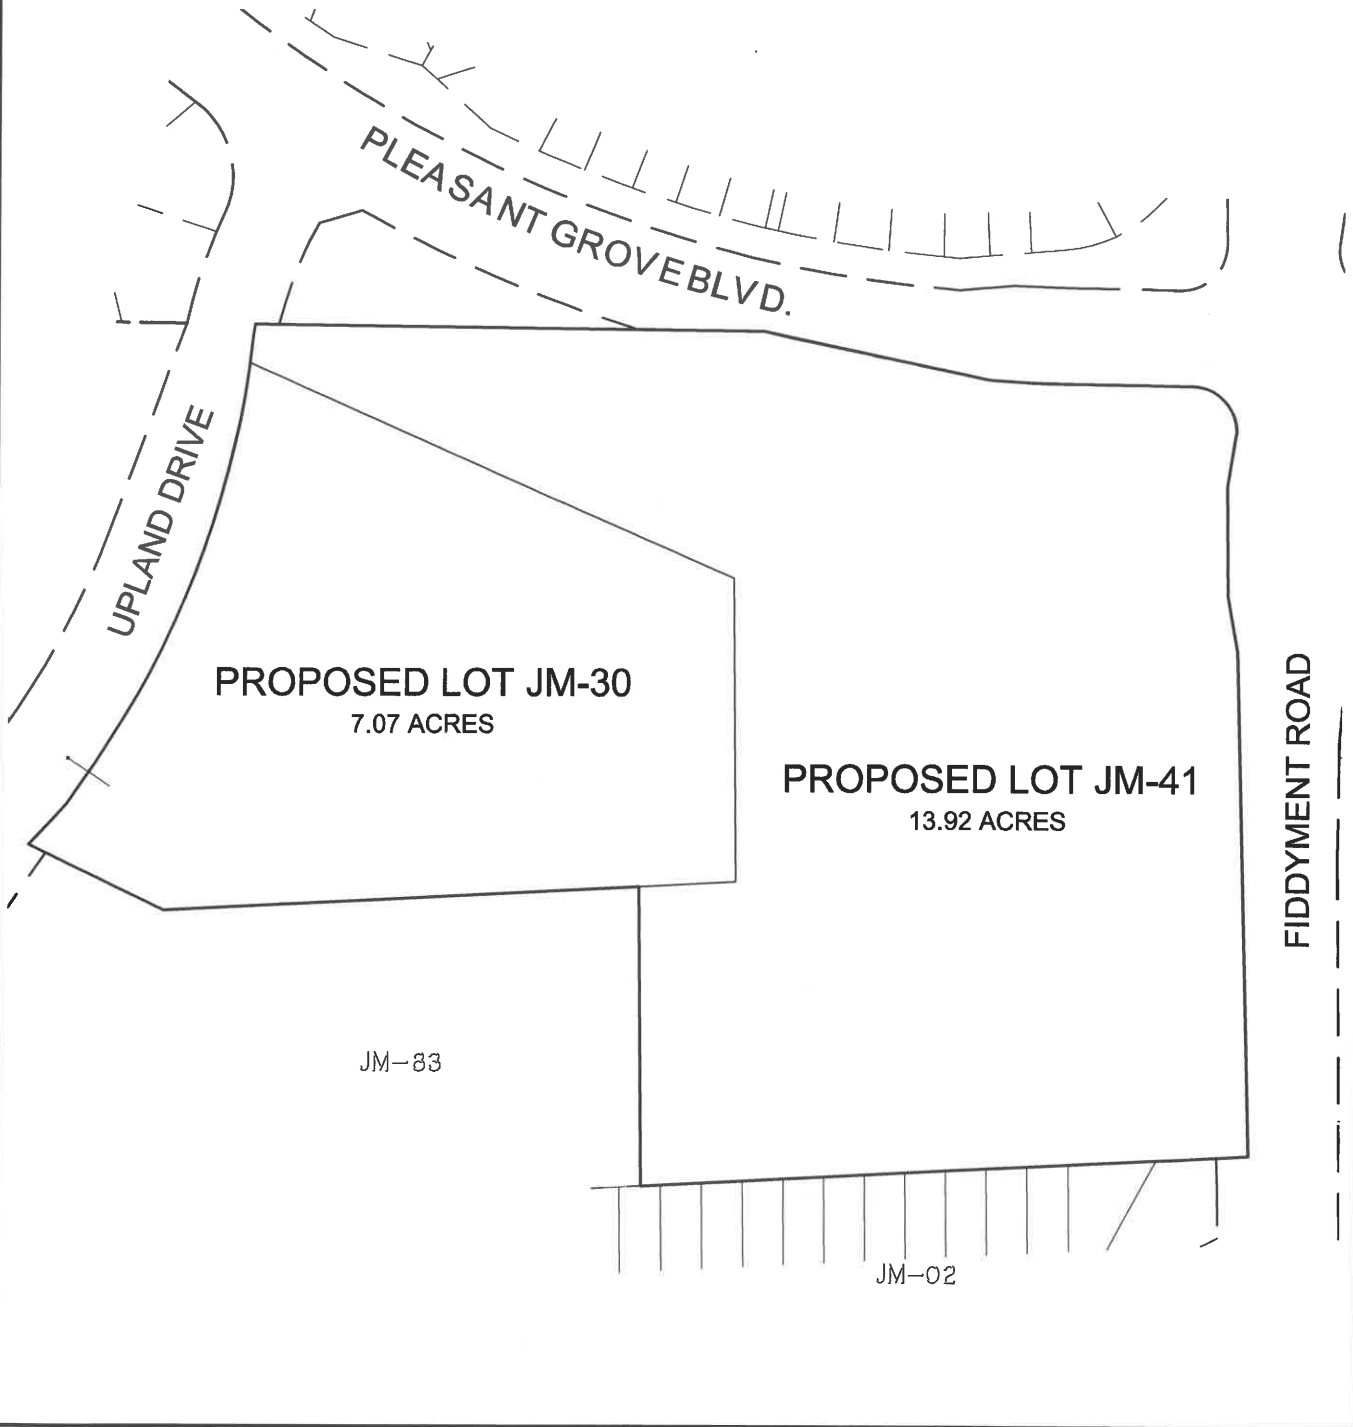 PLEASANT GROVE BLVD.
UPLAND DRIVE
PROPOSED LOT JM-30
7.07 ACRES
PROPOSED LOT JM-41
13.92 ACRES
FIDDYMENT ROAD
JM-83
JM-02